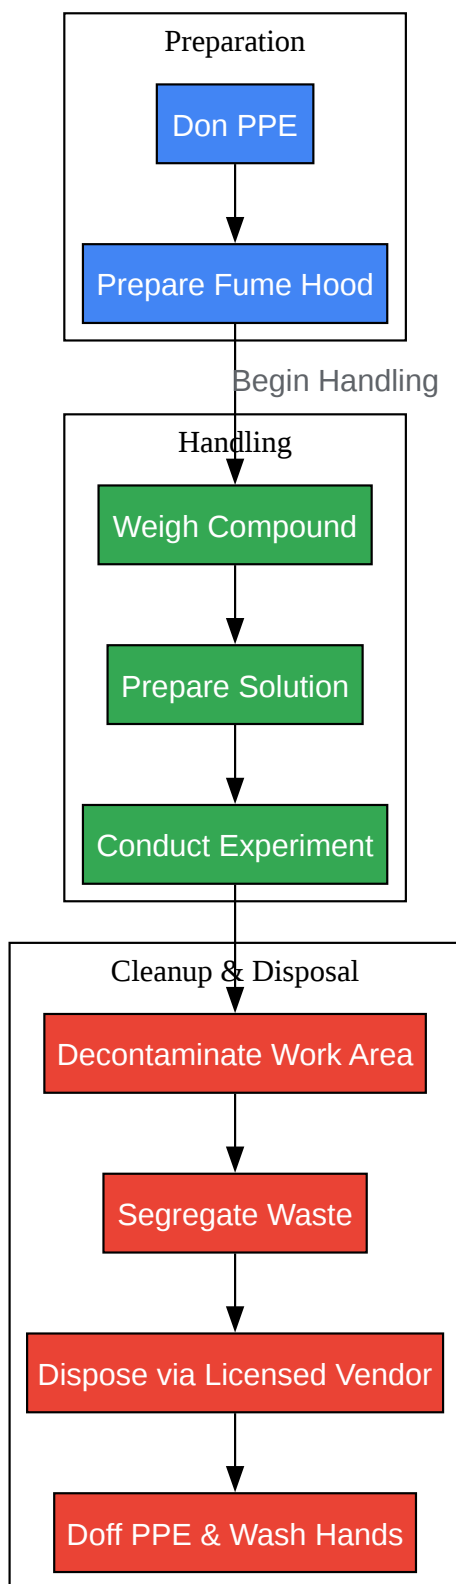 Preparation
Don PPE
Prepare Fume Hood
Begin Handling
Handling
Weigh Compound
Prepare Solution
Conduct Experiment
Cleanup & Disposal
Decontaminate Work Area
Segregate Waste
Dispose via Licensed Vendor
Doff PPE & Wash Hands